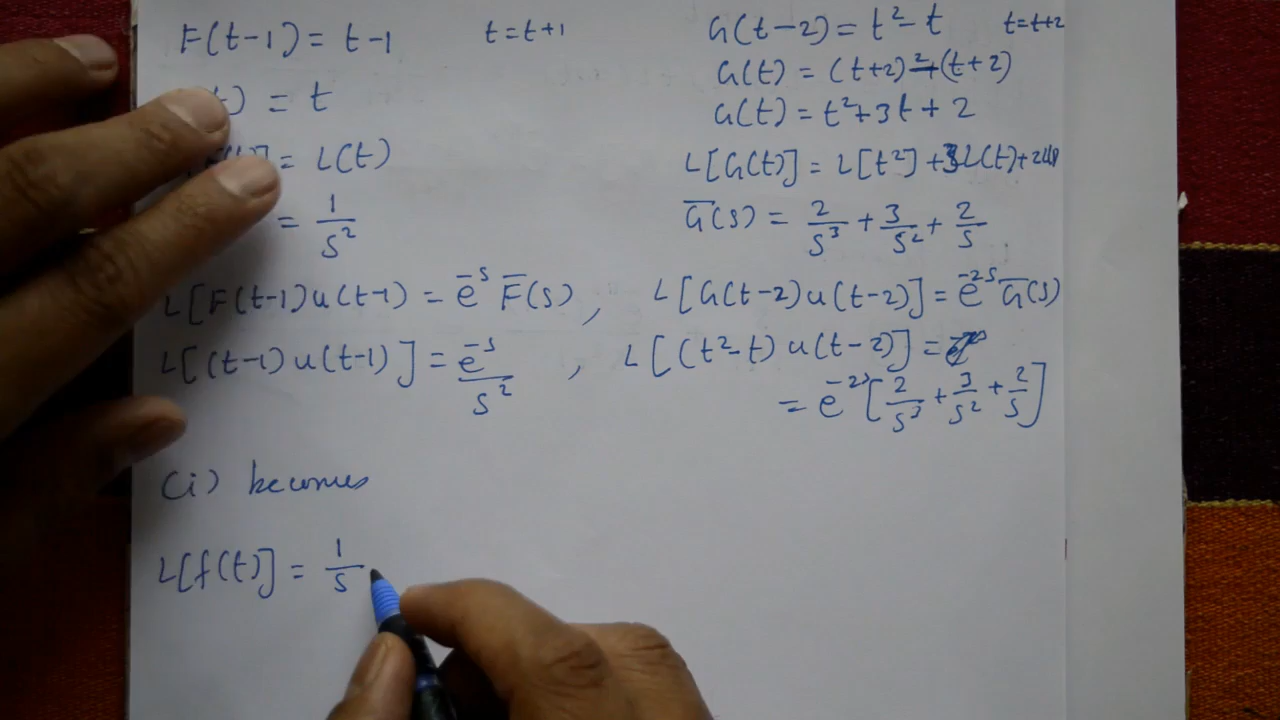 F(t-1) = t-1    t=t+1
t) = t
= L(t)
= 1/s²
L[F(t-1)u(t-1) = e^-s F̅(s) ,
L[(t-1)u(t-1)] = e^-s/s² ,
G(t-2) = t²-t    t=t+2
G(t) = (t+2)²-(t+2)
G(t) = t²+3t+2
L[G(t)] = L[t²]+3L(t)+
G̅(s) = 2/s³ + 3/s² + 2/s
L[G(t-2)u(t-2)] = e^-2s G̅(s)
L[(t²-t)u(t-2)] =
= e^-2s [2/s³ + 3/s² + 2/s]
(i) becomes
L[f(t)] = 1/s